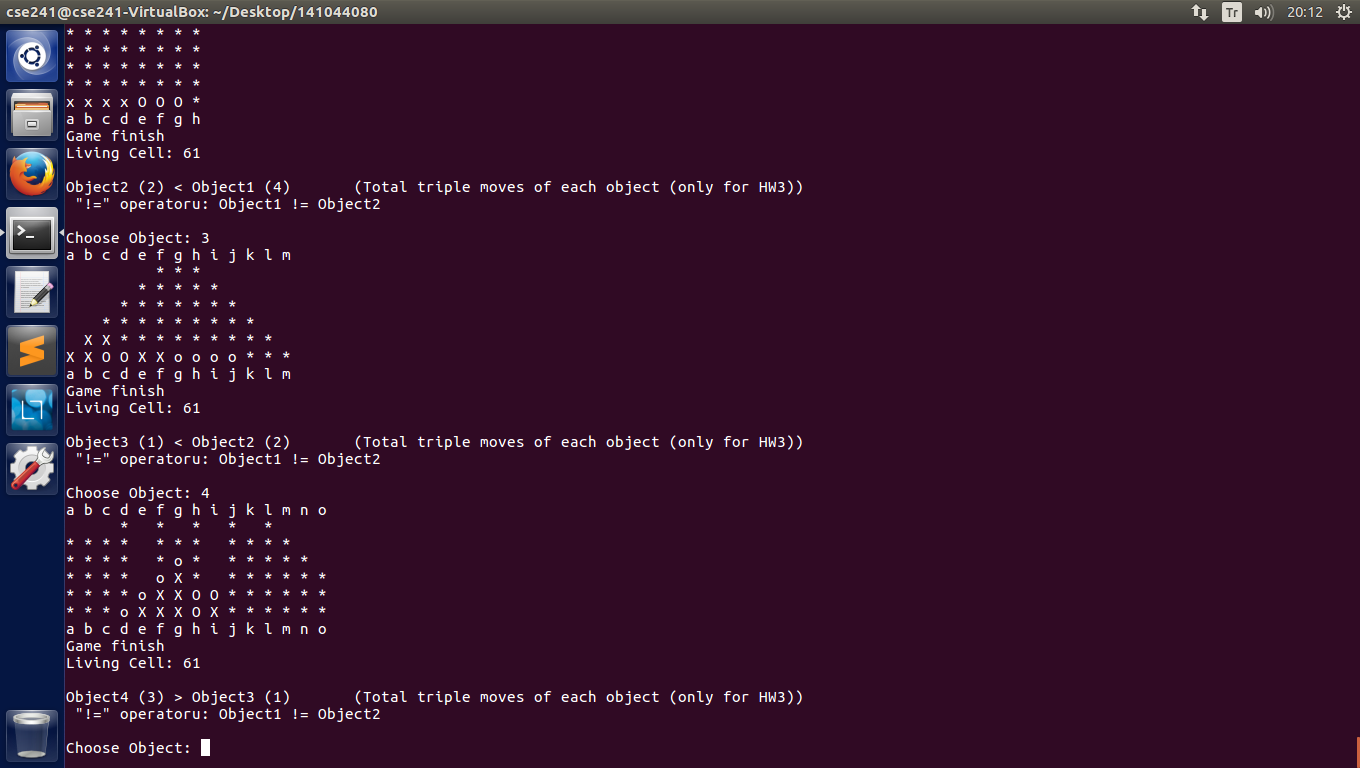 cse241@cse241-VirtualBox: ~/Desktop/141044080 Tr 20:12
* * * * * * * *
* * * * * * * *
* * * * * * * *
* * * * * * * *
x x x x O O O *
a b c d e f g h
Game finish
Living Cell: 61
Object2 (2) < Object1 (4)       (Total triple moves of each object (only for HW3))
 "!=" operatoru: Object1 != Object2
Choose Object: 3
a b c d e f g h i j k l m
          * * *
        * * * * *
      * * * * * * *
    * * * * * * * * *
  X X * * * * * * * * *
X X O O X X o o o o * * *
a b c d e f g h i j k l m
Game finish
Living Cell: 61
Object3 (1) < Object2 (2)       (Total triple moves of each object (only for HW3))
 "!=" operatoru: Object1 != Object2
Choose Object: 4
a b c d e f g h i j k l m n o
      *   *   *   *   *
* * * *   * * *   * * * *
* * * *   * o *   * * * * *
* * * *   o X *   * * * * * *
* * * * o X X O O * * * * * *
* * * o X X X O X * * * * * *
a b c d e f g h i j k l m n o
Game finish
Living Cell: 61
Object4 (3) > Object3 (1)       (Total triple moves of each object (only for HW3))
 "!=" operatoru: Object1 != Object2
Choose Object: